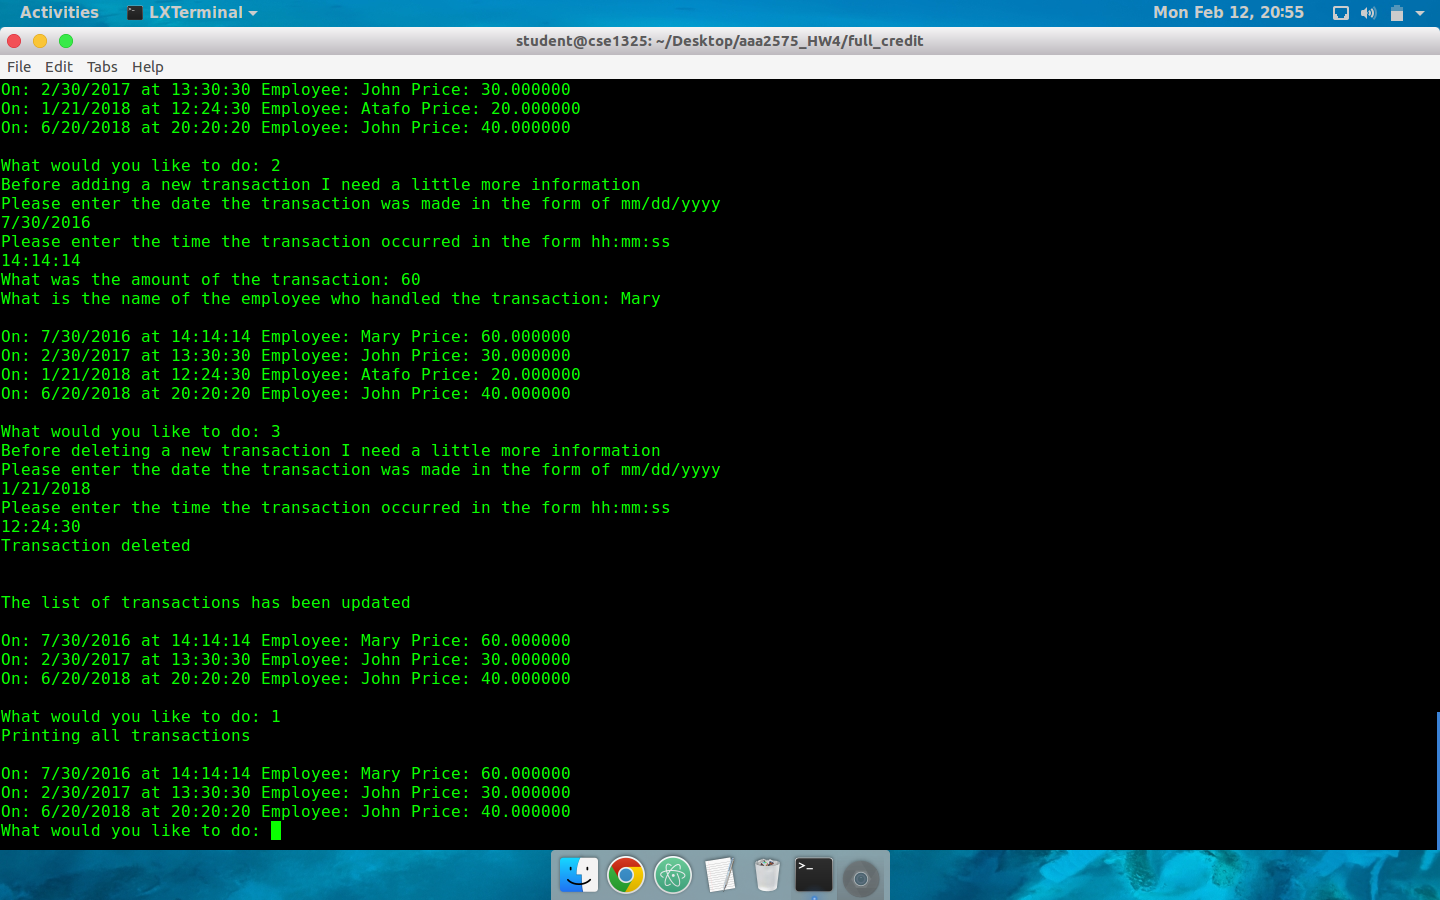 Activities LXTerminal Mon Feb 12, 20:55
student@cse1325: ~/Desktop/aaa2575_HW4/full_credit
File Edit Tabs Help
On: 2/30/2017 at 13:30:30 Employee: John Price: 30.000000
On: 1/21/2018 at 12:24:30 Employee: Atafo Price: 20.000000
On: 6/20/2018 at 20:20:20 Employee: John Price: 40.000000
What would you like to do: 2
Before adding a new transaction I need a little more information
Please enter the date the transaction was made in the form of mm/dd/yyyy
7/30/2016
Please enter the time the transaction occurred in the form hh:mm:ss
14:14:14
What was the amount of the transaction: 60
What is the name of the employee who handled the transaction: Mary
On: 7/30/2016 at 14:14:14 Employee: Mary Price: 60.000000
On: 2/30/2017 at 13:30:30 Employee: John Price: 30.000000
On: 1/21/2018 at 12:24:30 Employee: Atafo Price: 20.000000
On: 6/20/2018 at 20:20:20 Employee: John Price: 40.000000
What would you like to do: 3
Before deleting a new transaction I need a little more information
Please enter the date the transaction was made in the form of mm/dd/yyyy
1/21/2018
Please enter the time the transaction occurred in the form hh:mm:ss
12:24:30
Transaction deleted
The list of transactions has been updated
On: 7/30/2016 at 14:14:14 Employee: Mary Price: 60.000000
On: 2/30/2017 at 13:30:30 Employee: John Price: 30.000000
On: 6/20/2018 at 20:20:20 Employee: John Price: 40.000000
What would you like to do: 1
Printing all transactions
On: 7/30/2016 at 14:14:14 Employee: Mary Price: 60.000000
On: 2/30/2017 at 13:30:30 Employee: John Price: 30.000000
On: 6/20/2018 at 20:20:20 Employee: John Price: 40.000000
What would you like to do: